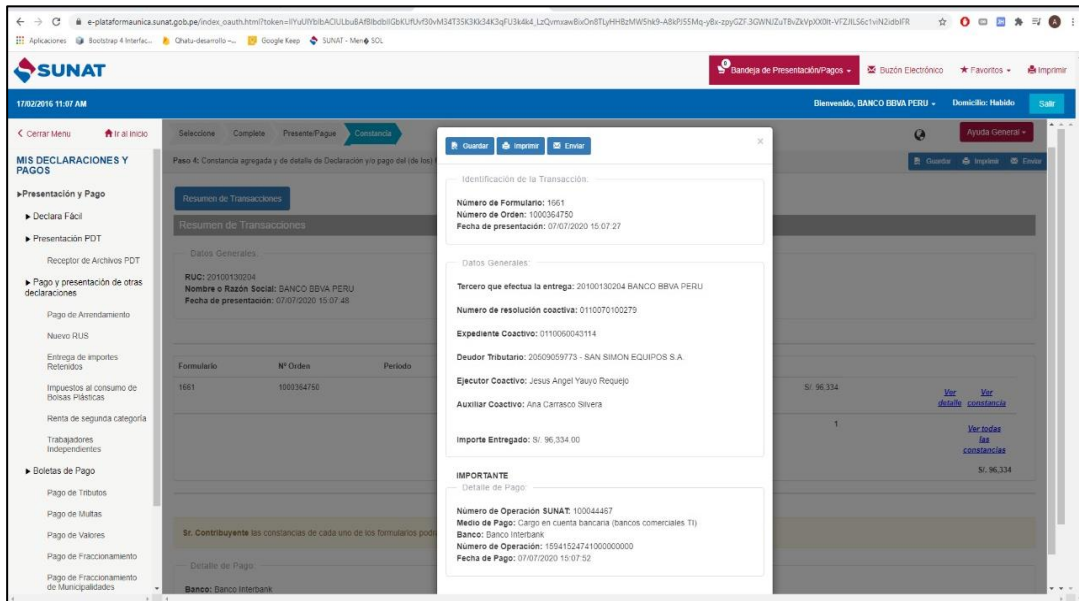 e-plataformaunica.sunat.gob.pe/index_oauth.html?token=
Aplicaciones
Bootstrap 4 Interfac...
Qhatu-desarrollo –...
Google Keep
SUNAT - Menú SOL
SUNAT
0
Bandeja de Presentación/Pagos
Buzón Electrónico
Favoritos
Imprimir
17/02/2016 11:07 AM
Bienvenido, BANCO BBVA PERU
Domicilio: Habido
Salir
Cerrar Menu
Ir al inicio
MIS DECLARACIONES Y
PAGOS
Presentación y Pago
Declara Fácil
Presentación PDT
Receptor de Archivos PDT
Pago y presentación de otras
declaraciones
Pago de Arrendamiento
Nuevo RUS
Entrega de importes
Retenidos
Impuestos al consumo de
Bolsas Plásticas
Renta de segunda categoría
Trabajadores
Independientes
Boletas de Pago
Pago de Tributos
Pago de Multas
Pago de Valores
Pago de Fraccionamiento
Pago de Fraccionamiento
de Municipalidades
Seleccione
Complete
Presente/Pague
Constancia
Ayuda General
Paso 4: Constancia agregada y de detalle de Declaración y/o pago del (de los)
Guardar
Imprimir
Enviar
Resumen de Transacciones
Resumen de Transacciones
Datos Generales
RUC: 20100130204
Nombre o Razón Social: BANCO BBVA PERU
Fecha de presentación: 07/07/2020 15:07:48
Formulario
N° Orden
Período
1661
1000364750
S/. 96,334
Ver
detalle
Ver
constancia
1
Ver todas
las
constancias
S/. 96,334
Sr. Contribuyente las constancias de cada uno de los formularios
Detalle de Pago:
Banco: Banco Interbank
Guardar
Imprimir
Enviar
×
Identificación de la Transacción:
Número de Formulario: 1661
Número de Orden: 1000364750
Fecha de presentación: 07/07/2020 15:07:27
Datos Generales:
Tercero que efectua la entrega: 20100130204 BANCO BBVA PERU
Numero de resolución coactiva: 0110070100279
Expediente Coactivo: 0110060043114
Deudor Tributario: 20509059773 - SAN SIMON EQUIPOS S.A.
Ejecutor Coactivo: Jesus Angel Yauyo Requejo
Auxiliar Coactivo: Ana Carrasco Silvera
Importe Entregado: S/. 96,334.00
IMPORTANTE
Detalle de Pago:
Número de Operación SUNAT: 100044467
Medio de Pago: Cargo en cuenta bancaria (bancos comerciales TI)
Banco: Banco Interbank
Número de Operación: 15941524741000000000
Fecha de Pago: 07/07/2020 15:07:52